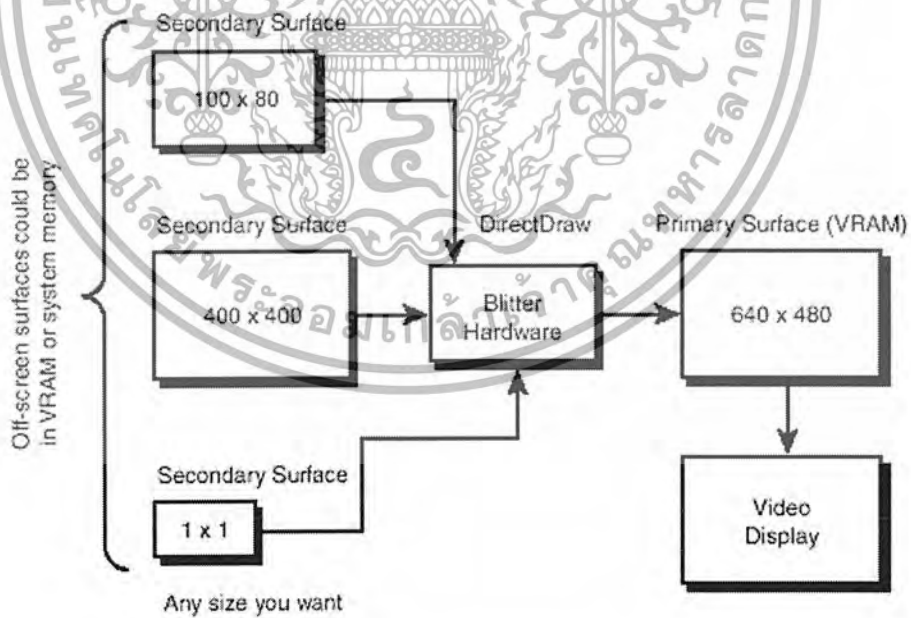 Secondary Surface
100 x 80
Off-screen surfaces could be
in VRAM or system memory
Secondary Surface
400 x 400
DirectDraw
Blitter
Hardware
Primary Surface (VRAM)
640 x 480
Secondary Surface
1 x 1
Any size you want
Video
Display